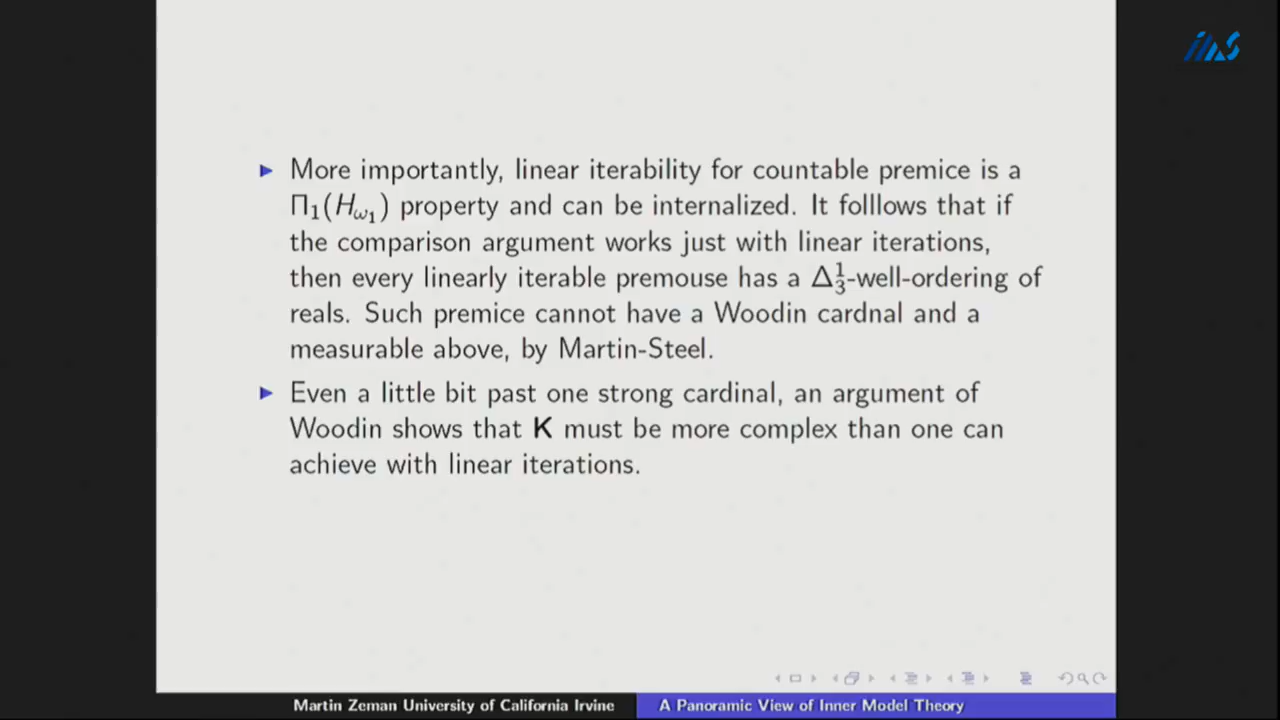 ▶ More importantly, linear iterability for countable premice is a
Π₁(H_ω₁) property and can be internalized. It folllows that if
the comparison argument works just with linear iterations,
then every linearly iterable premouse has a Δ¹₃-well-ordering of
reals. Such premice cannot have a Woodin cardnal and a
measurable above, by Martin-Steel.
▶ Even a little bit past one strong cardinal, an argument of
Woodin shows that K must be more complex than one can
achieve with linear iterations.
Martin Zeman University of California Irvine
A Panoramic View of Inner Model Theory